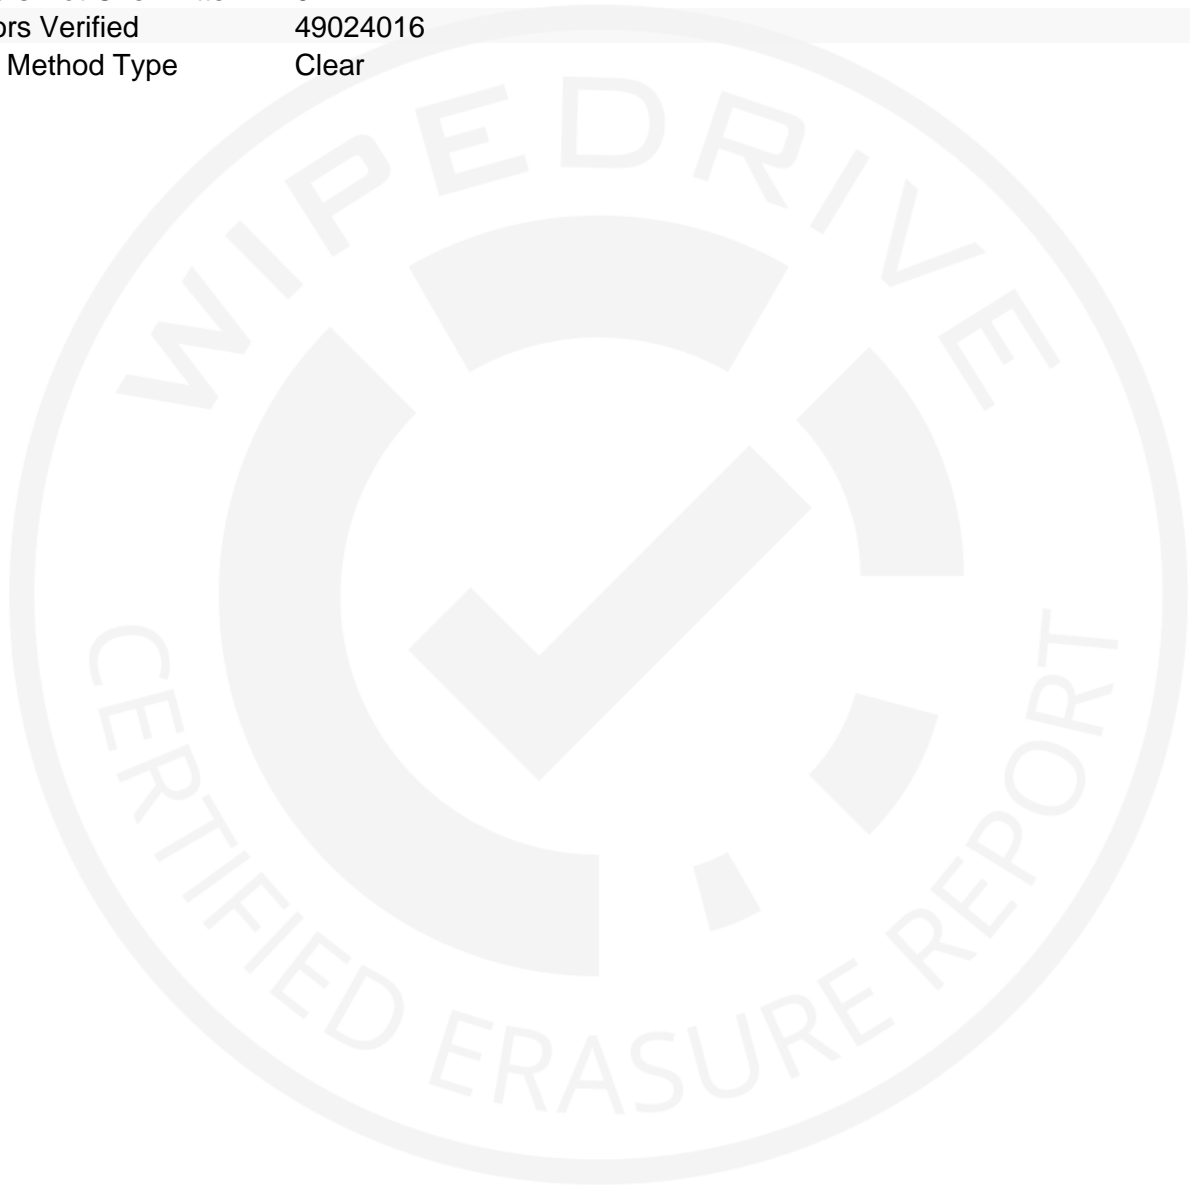 ors Verified 49024016
Method Type Clear
WIPEDRIVE
CERTIFIED ERASURE REPORT